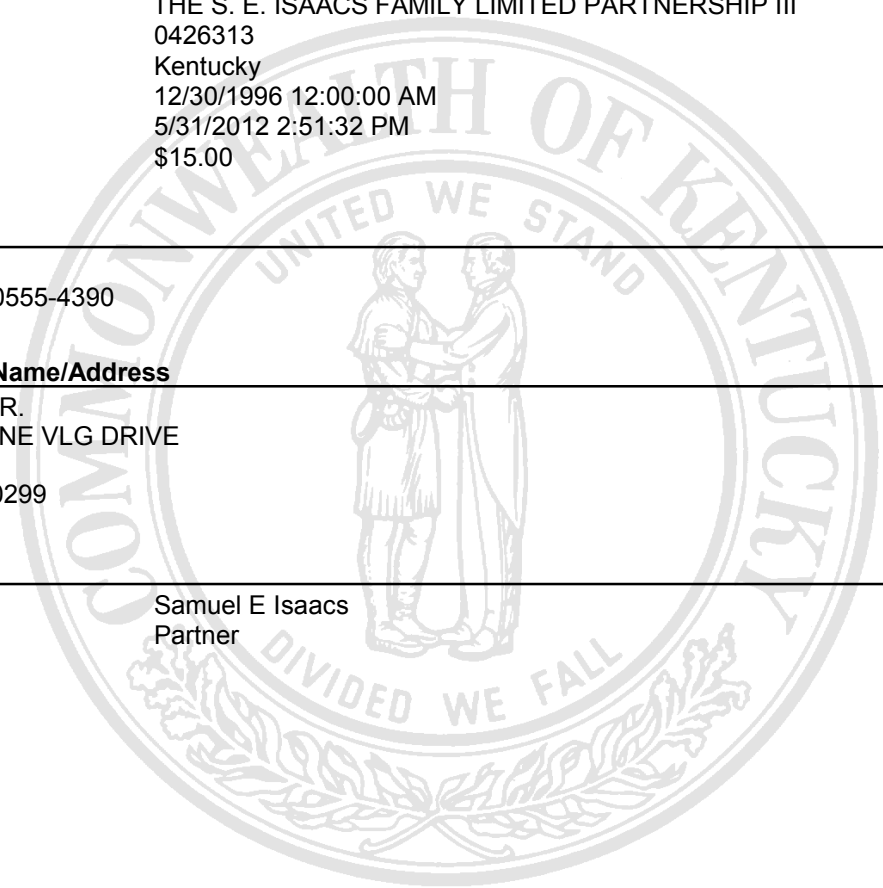 THE S. E. ISAACS FAMILY LIMITED PARTNERSHIP III
0426313
Kentucky
12/30/1996 12:00:00 AM
5/31/2012 2:51:32 PM
$15.00
0555-4390
Name/Address
R.
NE VLG DRIVE
0299
Samuel E Isaacs
Partner
COMMONWEALTH OF KENTUCKY
UNITED WE STAND
DIVIDED WE FALL